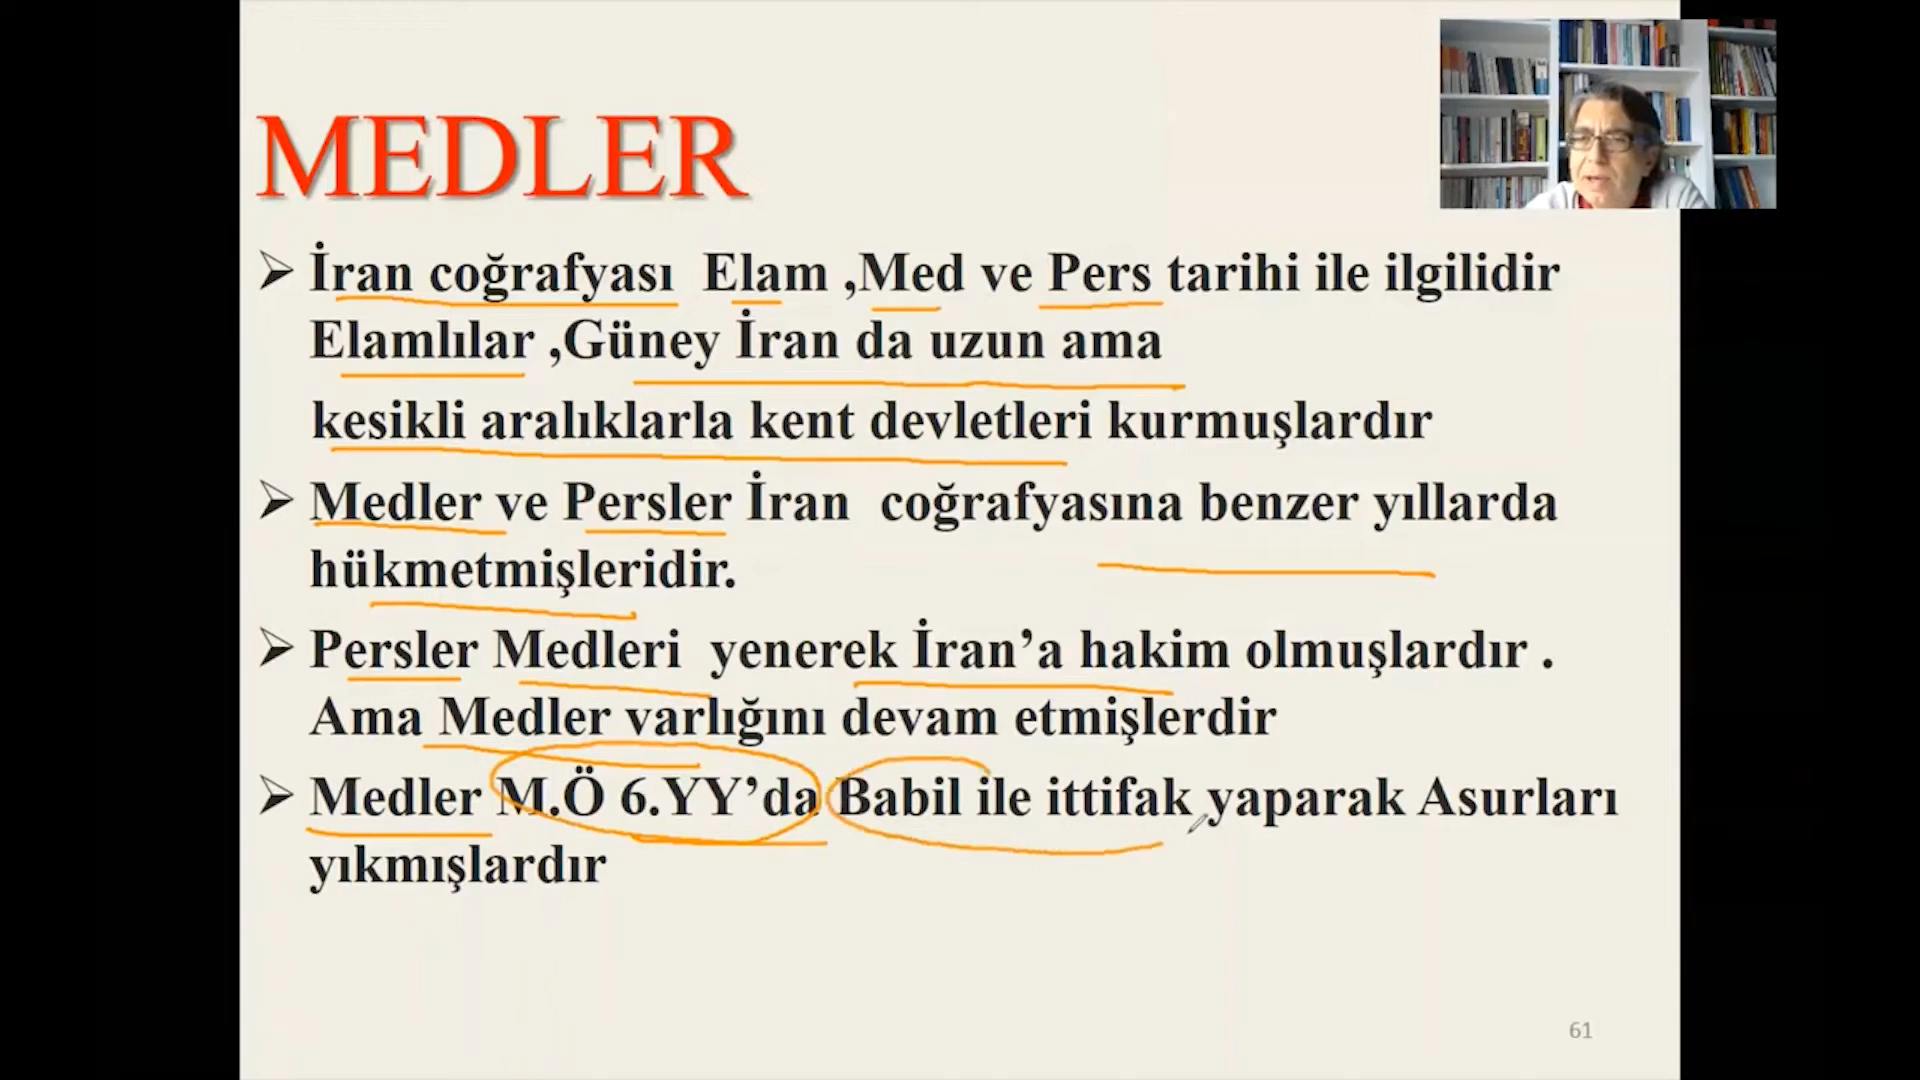 MEDLER
➢ İran coğrafyası Elam ,Med ve Pers tarihi ile ilgilidir
Elamlılar ,Güney İran da uzun ama
kesikli aralıklarla kent devletleri kurmuşlardır
➢ Medler ve Persler İran coğrafyasına benzer yıllarda
hükmetmişleridir.
➢ Persler Medleri yenerek İran’a hakim olmuşlardır .
Ama Medler varlığını devam etmişlerdir
➢ Medler M.Ö 6.YY’da Babil ile ittifak yaparak Asurları
yıkmışlardır
61